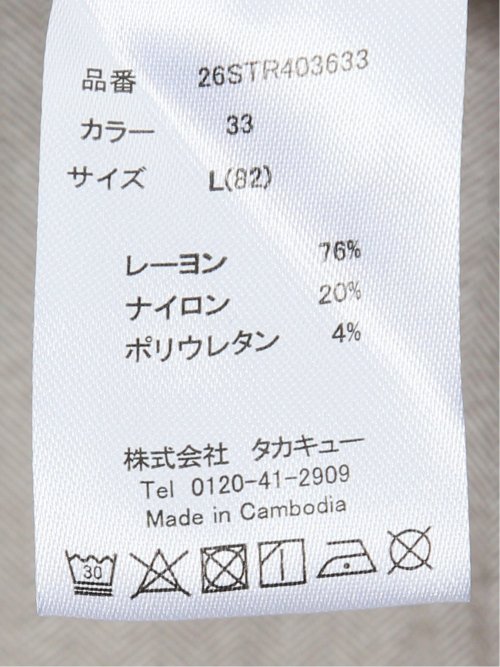 品番 26STR403633
カラー 33
サイズ L(82)
レーヨン 76%
ナイロン 20%
ポリウレタン 4%
株式会社 タカキュー
Tel 0120-41-2909
Made in Cambodia
30